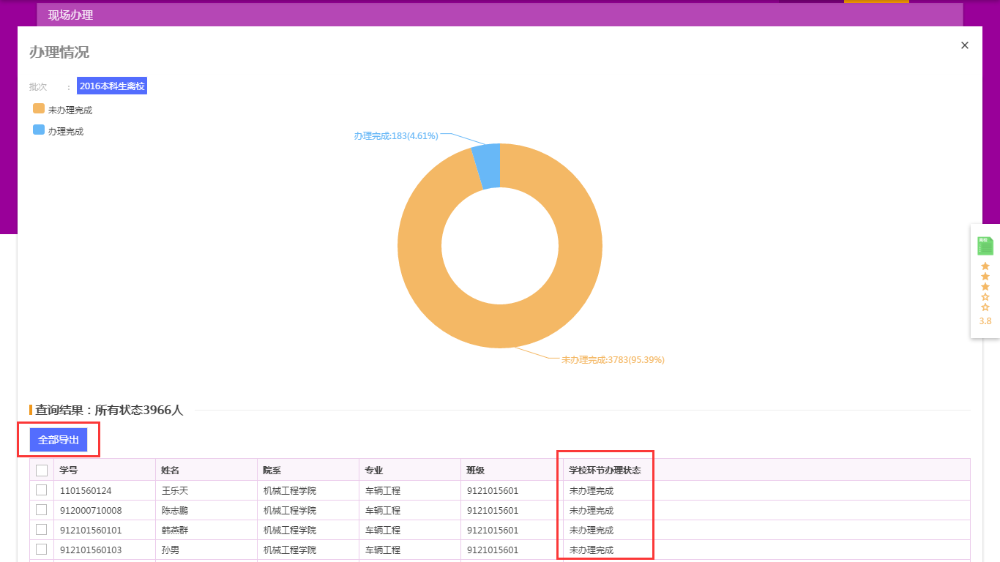 现场办理
办理情况
×
批次 : 2016本科生离校
未办理完成
办理完成
办理完成:183(4.61%)
离校
3.8
未办理完成:3783(95.39%)
查询结果：所有状态3966人
全部导出
学号 姓名 院系 专业 班级 学校环节办理状态
1101560124 王乐天 机械工程学院 车辆工程 9121015601 未办理完成
912000710008 陈志鹏 机械工程学院 车辆工程 9121015601 未办理完成
912101560101 韩燕群 机械工程学院 车辆工程 9121015601 未办理完成
912101560103 孙男 机械工程学院 车辆工程 9121015601 未办理完成